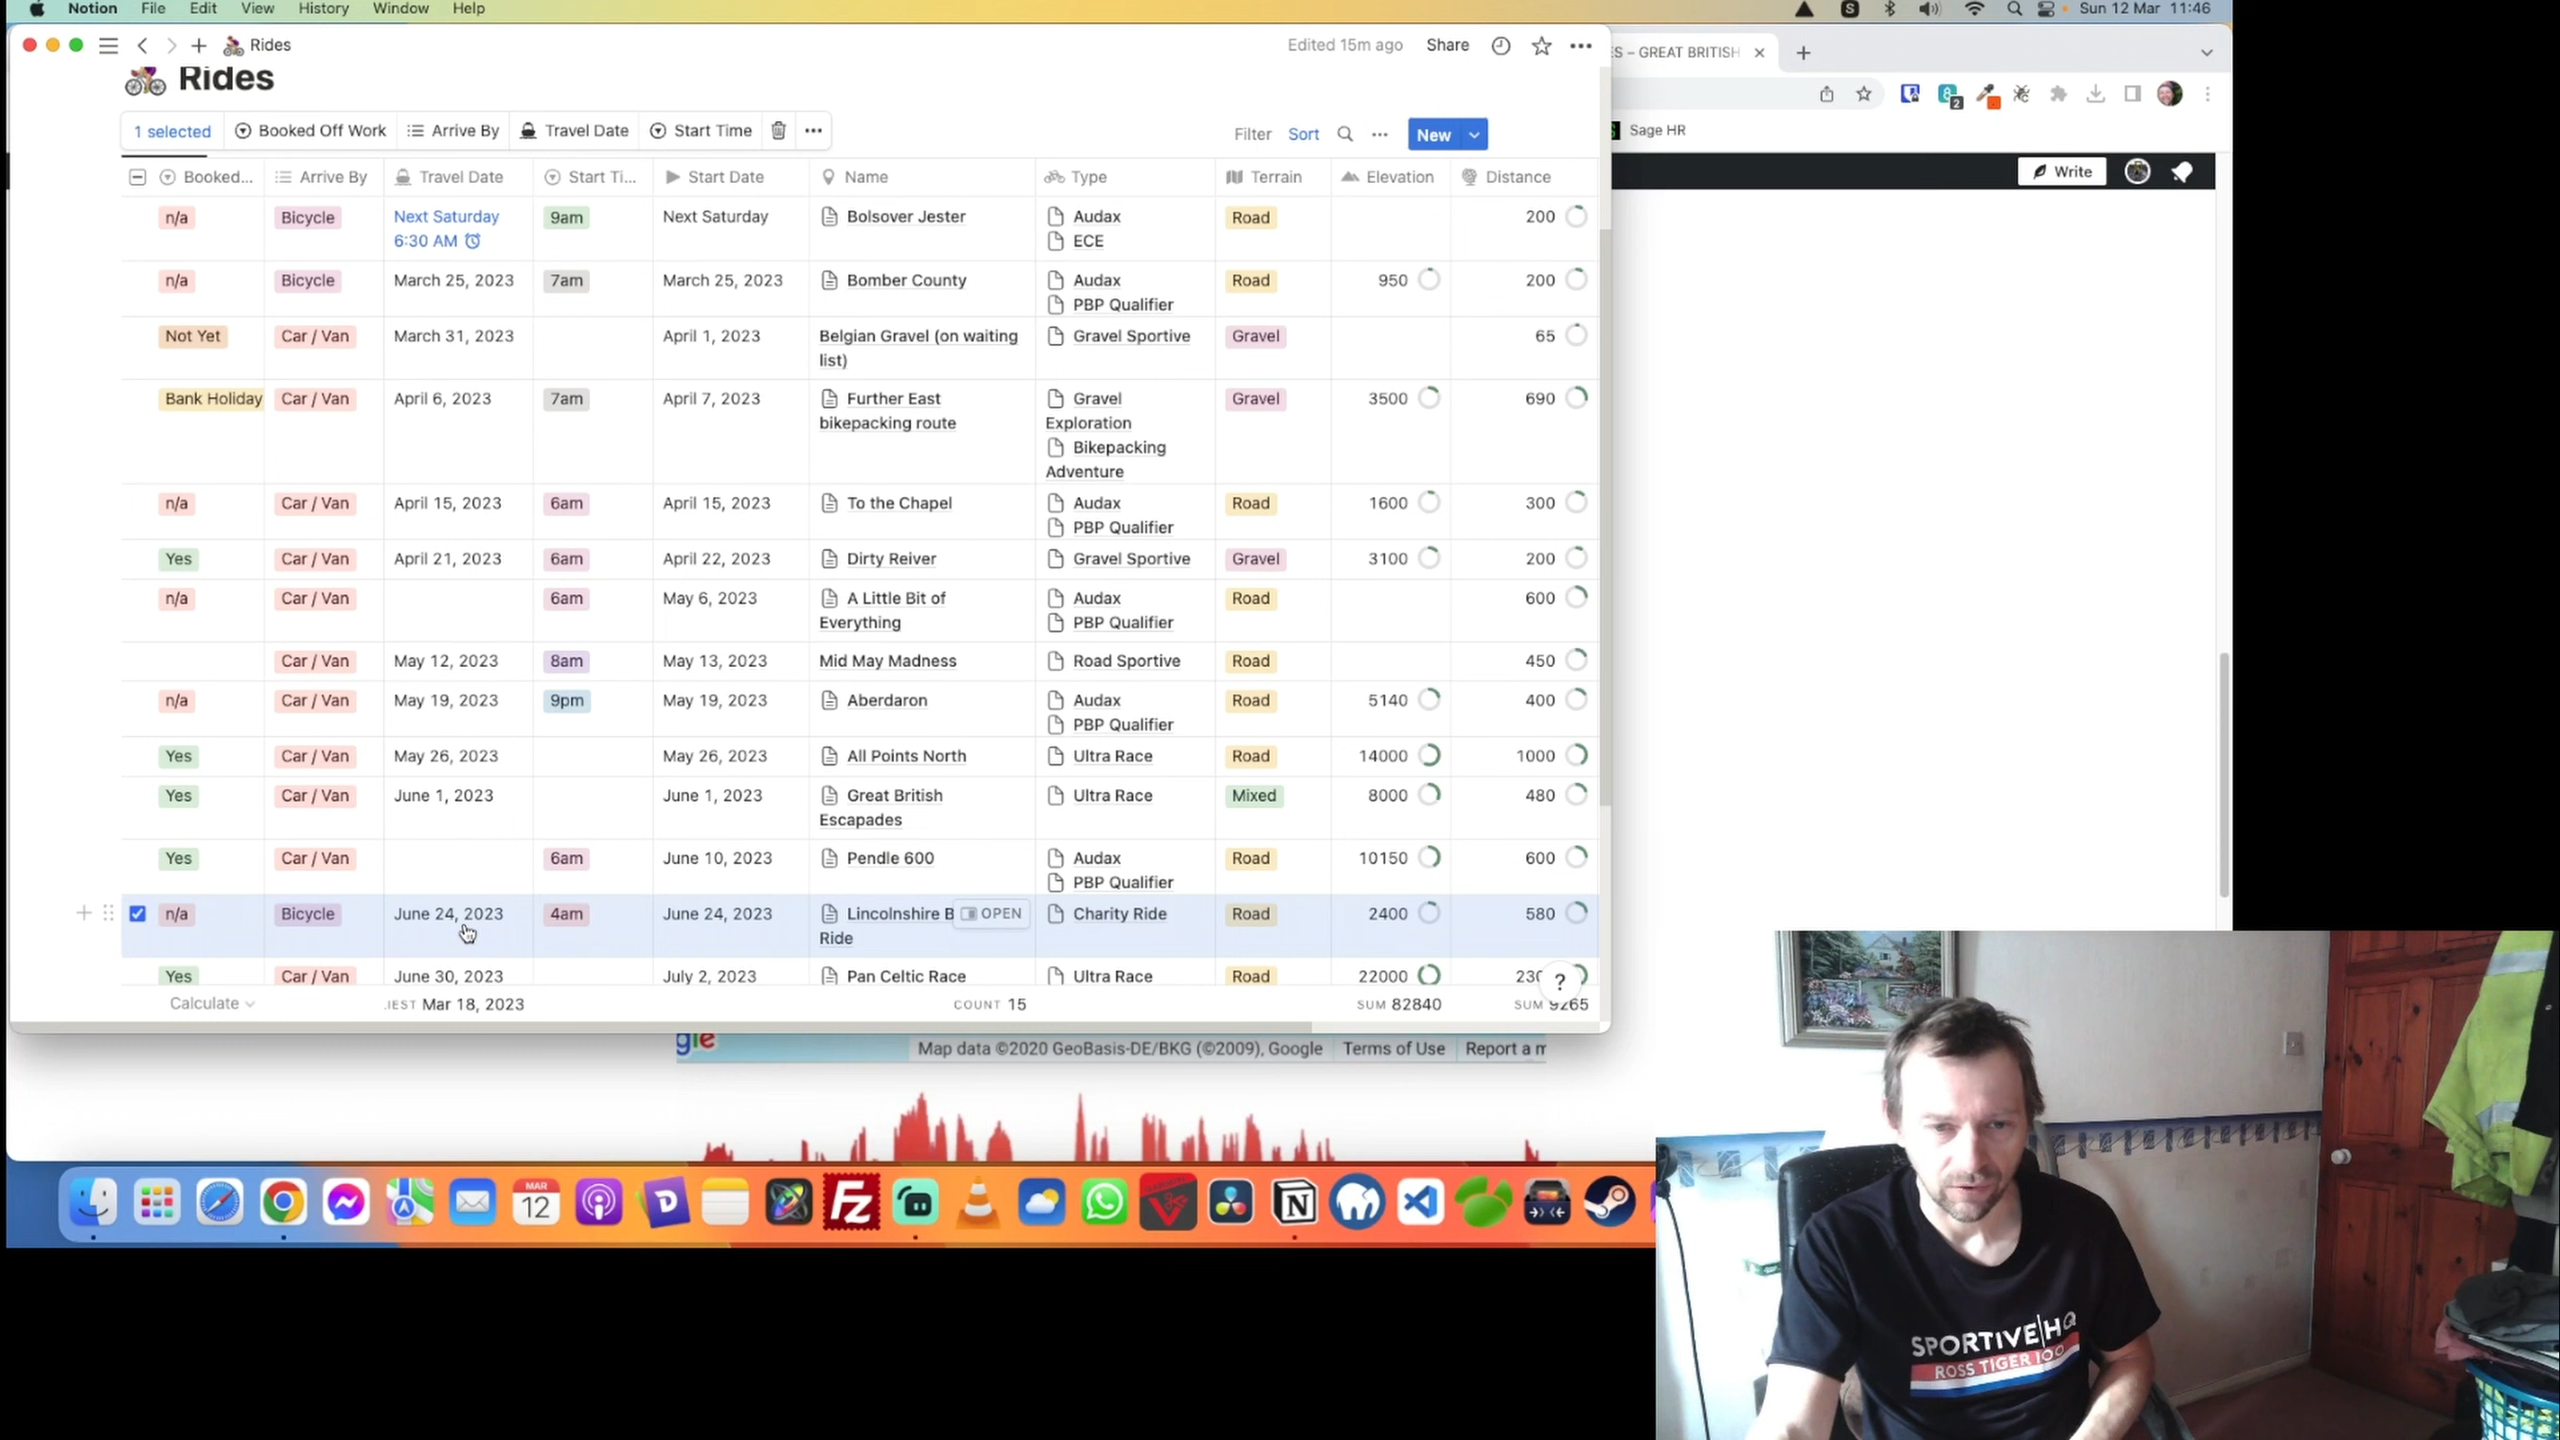 Notion File Edit View History Window Help Sun 12 Mar 11:46
Rides Edited 15m ago Share
S – GREAT BRITISH
Rides
1 selected Booked Off Work Arrive By Travel Date Start Time Filter Sort New
2
Sage HR
Write
Booked... Arrive By Travel Date Start Ti... Start Date Name Type Terrain Elevation Distance
n/a Bicycle Next Saturday 9am Next Saturday Bolsover Jester Audax Road 200
6:30 AM ECE
n/a Bicycle March 25, 2023 7am March 25, 2023 Bomber County Audax Road 950 200
PBP Qualifier
Not Yet Car / Van March 31, 2023 April 1, 2023 Belgian Gravel (on waiting Gravel Sportive Gravel 65
list)
Bank Holiday Car / Van April 6, 2023 7am April 7, 2023 Further East Gravel Gravel 3500 690
bikepacking route Exploration
Bikepacking
Adventure
n/a Car / Van April 15, 2023 6am April 15, 2023 To the Chapel Audax Road 1600 300
PBP Qualifier
Yes Car / Van April 21, 2023 6am April 22, 2023 Dirty Reiver Gravel Sportive Gravel 3100 200
n/a Car / Van 6am May 6, 2023 A Little Bit of Audax Road 600
Everything PBP Qualifier
Car / Van May 12, 2023 8am May 13, 2023 Mid May Madness Road Sportive Road 450
n/a Car / Van May 19, 2023 9pm May 19, 2023 Aberdaron Audax Road 5140 400
PBP Qualifier
Yes Car / Van May 26, 2023 May 26, 2023 All Points North Ultra Race Road 14000 1000
Yes Car / Van June 1, 2023 June 1, 2023 Great British Ultra Race Mixed 8000 480
Escapades
Yes Car / Van 6am June 10, 2023 Pendle 600 Audax Road 10150 600
PBP Qualifier
n/a Bicycle June 24, 2023 4am June 24, 2023 Lincolnshire B OPEN Charity Ride Road 2400 580
Ride
Yes Car / Van June 30, 2023 July 2, 2023 Pan Celtic Race Ultra Race Road 22000 230
?
Calculate IEST Mar 18, 2023 COUNT 15 SUM 82840 SUM 9265
gle Map data ©2020 GeoBasis-DE/BKG (©2009), Google Terms of Use Report a m
MAR
12
SPORTIVE HQ
ROSS TIGER 100